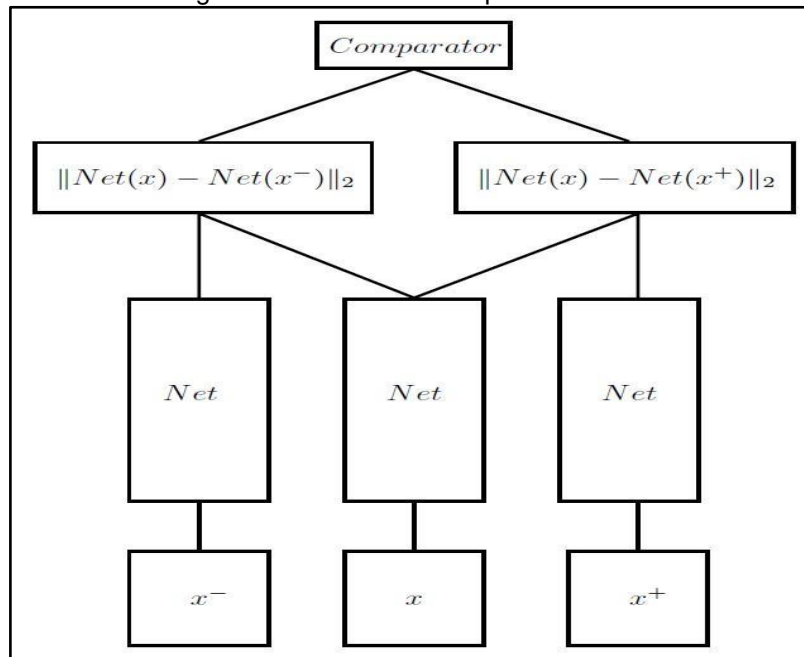 Comparator
‖Net(x) − Net(x⁻)‖₂
‖Net(x) − Net(x⁺)‖₂
Net
Net
Net
x⁻
x
x⁺